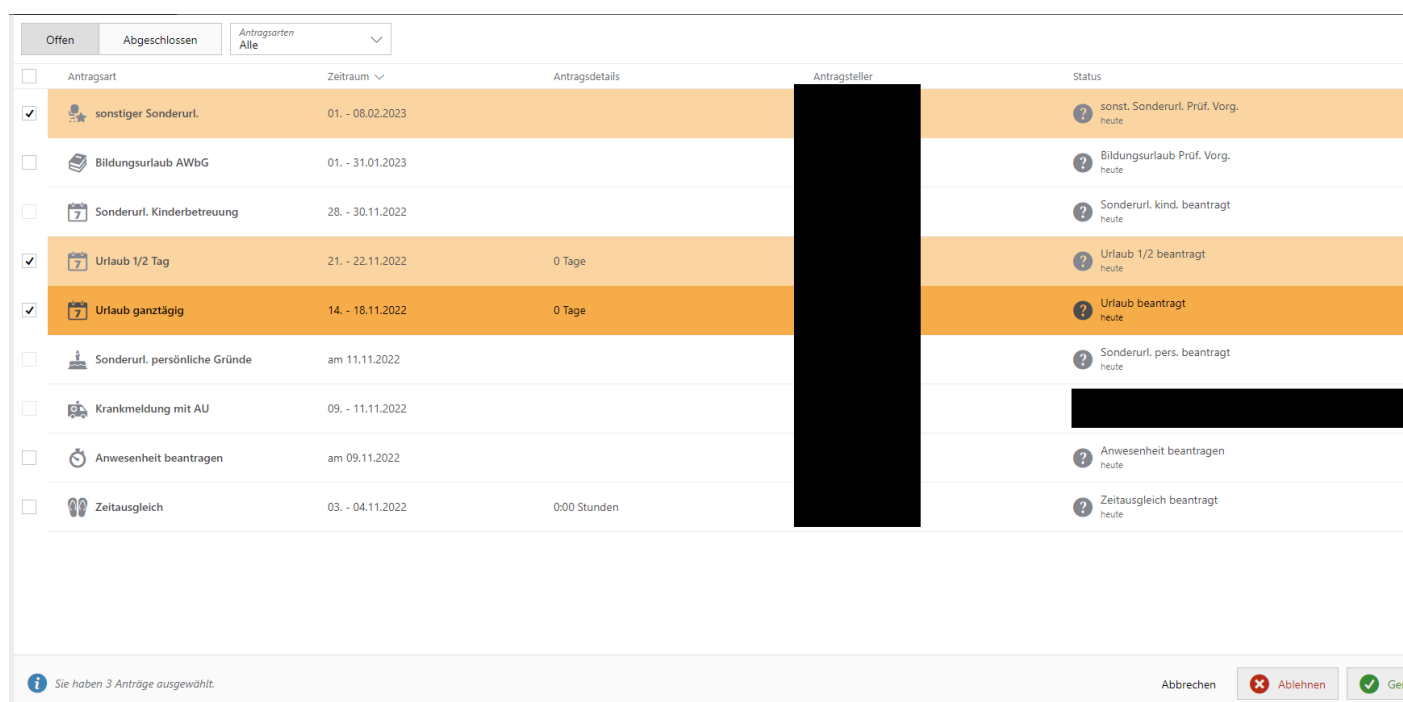 Offen
Abgeschlossen
Antragsarten
Alle
Antragsart Zeitraum Antragsdetails Antragsteller Status
sonstiger Sonderurl. 01. - 08.02.2023 sonst. Sonderurl. Prüf. Vorg.
heute
Bildungsurlaub AWbG 01. - 31.01.2023 Bildungsurlaub Prüf. Vorg.
heute
7 Sonderurl. Kinderbetreuung 28. - 30.11.2022 Sonderurl. kind. beantragt
heute
7 Urlaub 1/2 Tag 21. - 22.11.2022 0 Tage Urlaub 1/2 beantragt
heute
7 Urlaub ganztägig 14. - 18.11.2022 0 Tage Urlaub beantragt
heute
Sonderurl. persönliche Gründe am 11.11.2022 Sonderurl. pers. beantragt
heute
Krankmeldung mit AU 09. - 11.11.2022
Anwesenheit beantragen am 09.11.2022 Anwesenheit beantragen
heute
Zeitausgleich 03. - 04.11.2022 0:00 Stunden Zeitausgleich beantragt
heute
Sie haben 3 Anträge ausgewählt.
Abbrechen
Ablehnen